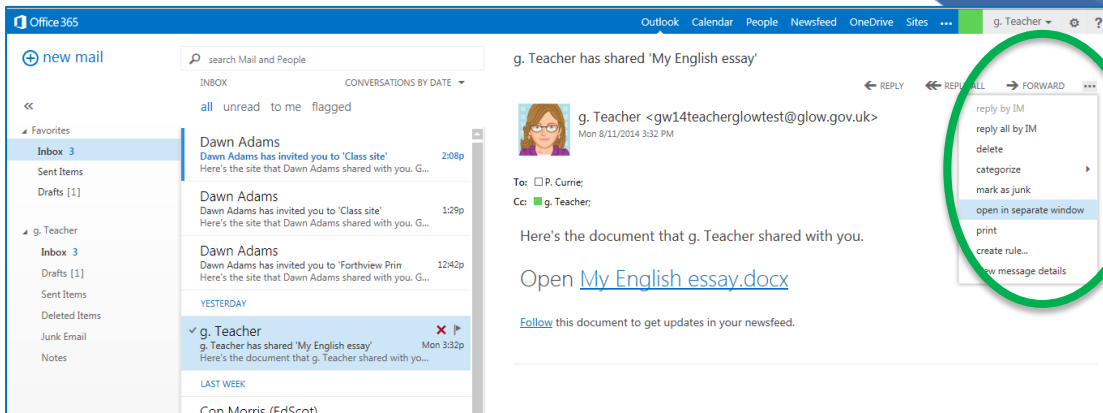 Office 365
Outlook Calendar People Newsfeed OneDrive Sites ... g. Teacher ?
new mail
search Mail and People
INBOX CONVERSATIONS BY DATE
all unread to me flagged
«
Favorites
Inbox 3
Sent Items
Drafts [1]
g. Teacher
Inbox 3
Drafts [1]
Sent Items
Deleted Items
Junk Email
Notes
Dawn Adams
Dawn Adams has invited you to 'Class site' 2:08p
Here's the site that Dawn Adams shared with you. G...
Dawn Adams
Dawn Adams has invited you to 'Class site' 1:29p
Here's the site that Dawn Adams shared with you. G...
Dawn Adams
Dawn Adams has invited you to 'Forthview Prin 12:42p
Here's the site that Dawn Adams shared with you. G...
YESTERDAY
g. Teacher
g. Teacher has shared 'My English essay' Mon 3:32p
Here's the document that g. Teacher shared with yo...
LAST WEEK
Con Morris (EdScot)
g. Teacher has shared 'My English essay'
REPLY REPLY ALL FORWARD ...
g. Teacher <gw14teacherglowtest@glow.gov.uk>
Mon 8/11/2014 3:32 PM
To: P. Currie;
Cc: g. Teacher;
Here's the document that g. Teacher shared with you.
Open My English essay.docx
Follow this document to get updates in your newsfeed.
reply by IM
reply all by IM
delete
categorize
mark as junk
open in separate window
print
create rule...
view message details